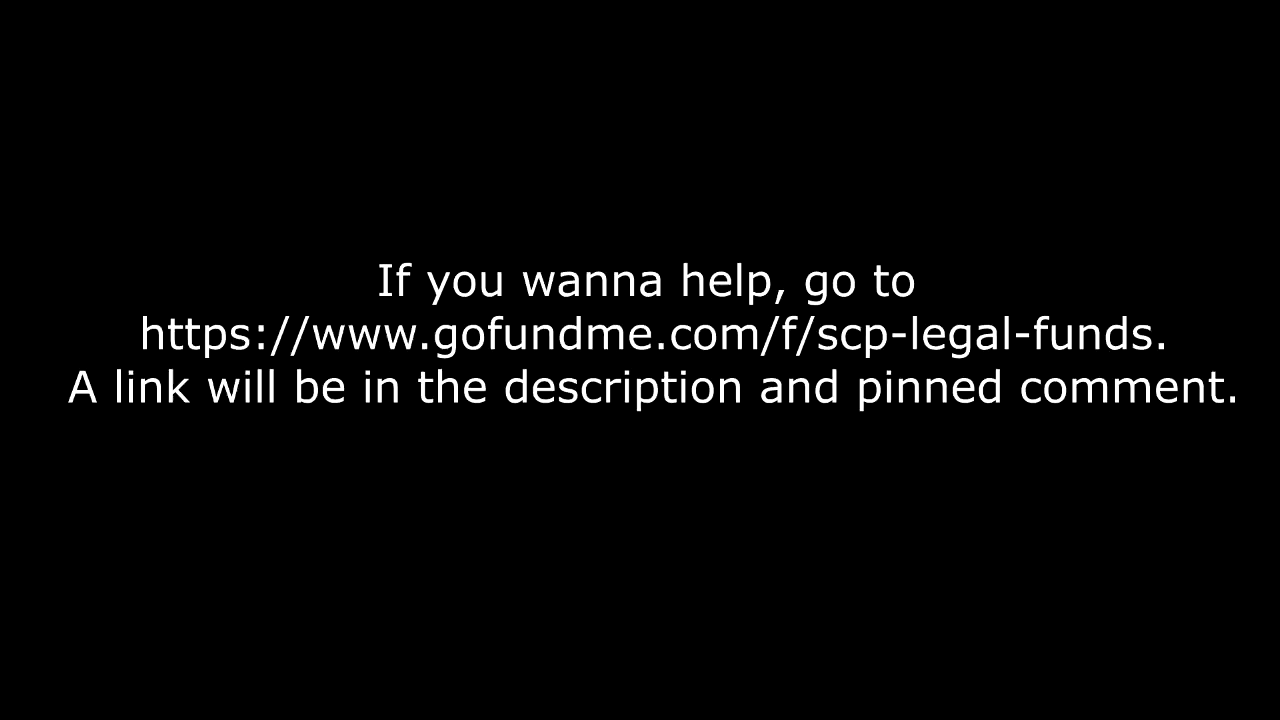 If you wanna help, go to
https://www.gofundme.com/f/scp-legal-funds.
A link will be in the description and pinned comment.